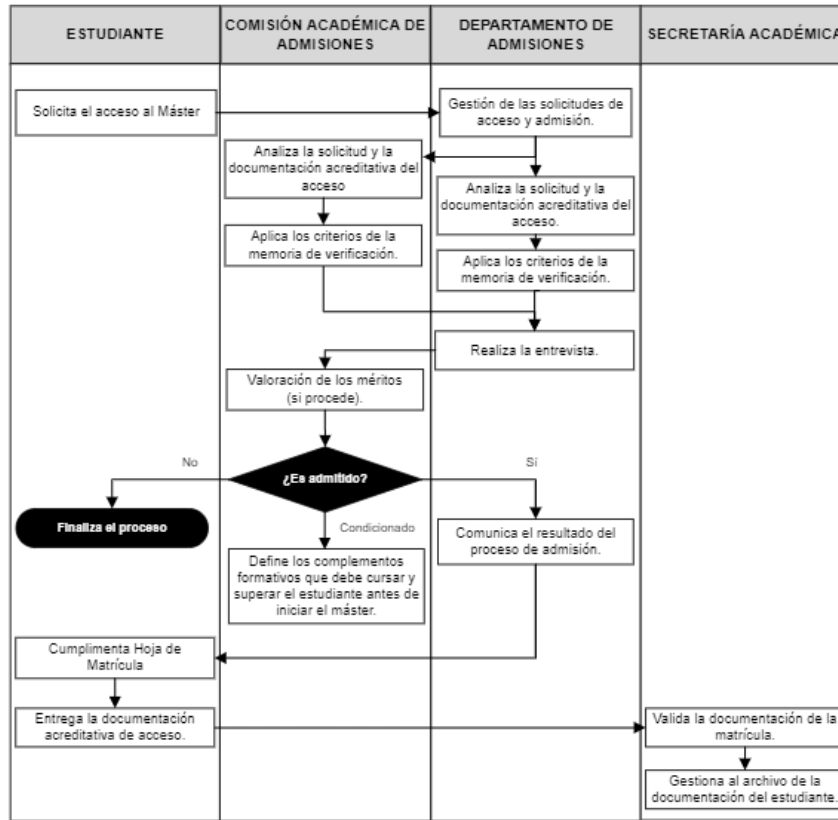 ESTUDIANTE
COMISIÓN ACADÉMICA DE
ADMISIONES
DEPARTAMENTO DE
ADMISIONES
SECRETARÍA ACADÉMICA
Solicita el acceso al Máster
Gestión de las solicitudes de
acceso y admisión.
Analiza la solicitud y la
documentación acreditativa del
acceso
Analiza la solicitud y la
documentación acreditativa del
acceso.
Aplica los criterios de la
memoria de verificación.
Aplica los criterios de la
memoria de verificación.
Realiza la entrevista.
Valoración de los méritos
(si procede).
No
¿Es admitido?
Sí
Finaliza el proceso
Condicionado
Comunica el resultado del
proceso de admisión.
Define los complementos
formativos que debe cursar y
superar el estudiante antes de
iniciar el máster.
Cumplimenta Hoja de
Matrícula
Entrega la documentación
acreditativa de acceso.
Valida la documentación de la
matrícula.
Gestiona al archivo de la
documentación del estudiante.